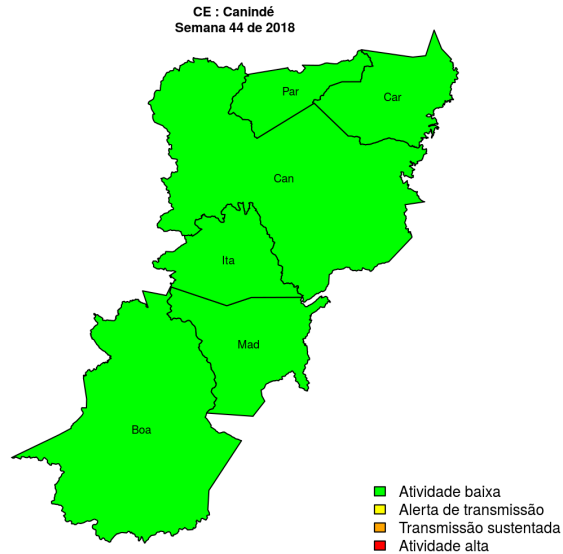 CE : Canindé
Semana 44 de 2018
Par
Car
Can
Ita
Mad
Boa
Atividade baixa
Alerta de transmissão
Transmissão sustentada
Atividade alta